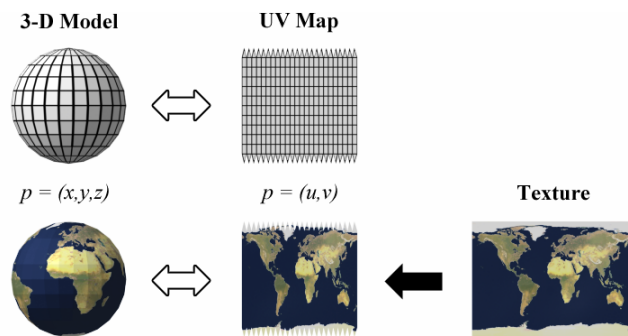 3-D Model
UV Map
p = (x,y,z)
p = (u,v)
Texture